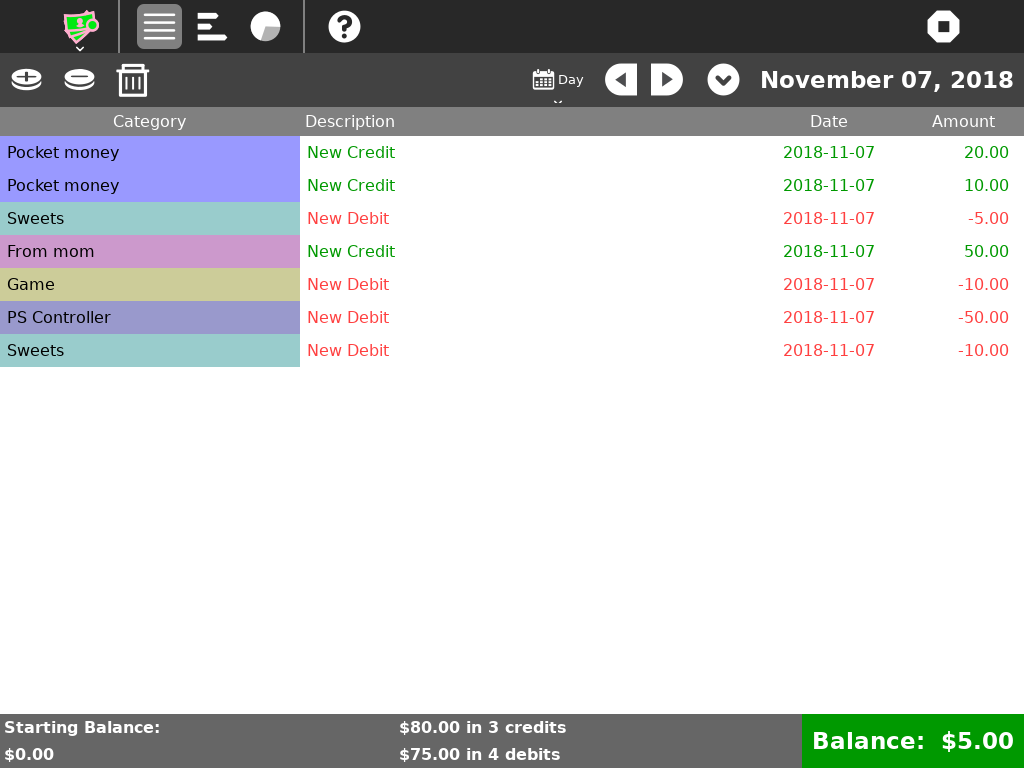 Day
November 07, 2018
Category Description Date Amount
Pocket money New Credit 2018-11-07 20.00
Pocket money New Credit 2018-11-07 10.00
Sweets New Debit 2018-11-07 -5.00
From mom New Credit 2018-11-07 50.00
Game New Debit 2018-11-07 -10.00
PS Controller New Debit 2018-11-07 -50.00
Sweets New Debit 2018-11-07 -10.00
Starting Balance: $80.00 in 3 credits
$0.00 $75.00 in 4 debits
Balance: $5.00